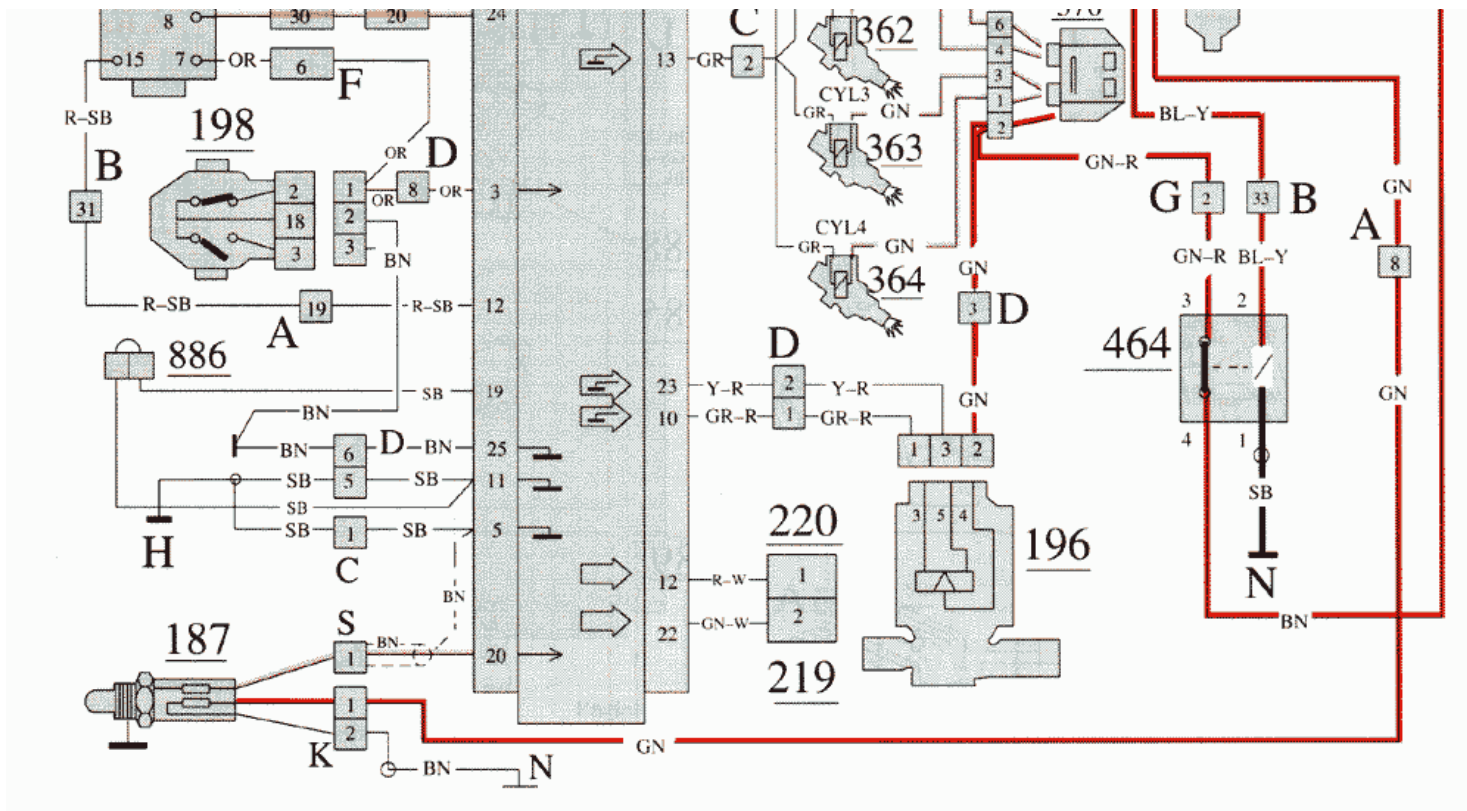 8
30
20
24
15
7
OR
6
F
R–SB
198
B
31
2
18
3
1
2
3
OR
OR
8
D
OR
3
BN
R–SB
19
A
R–SB
12
886
SB
19
BN
BN
6
D
BN
25
SB
5
SB
11
SB
H
SB
1
SB
5
C
BN
187
S
1
BN
20
1
2
K
BN
N
GN
13
GR
C
2
362
CYL3
GR
GN
363
CYL4
GR
GN
364
6
4
3
1
2
GN
3
D
GN
23
Y–R
D
2
Y–R
10
GR–R
1
GR–R
1
3
2
3
5
4
196
220
12
R–W
1
22
GN–W
2
219
BL–Y
GN–R
G
2
33
B
GN–R
BL–Y
3
2
464
4
1
SB
N
BN
GN
A
8
GN